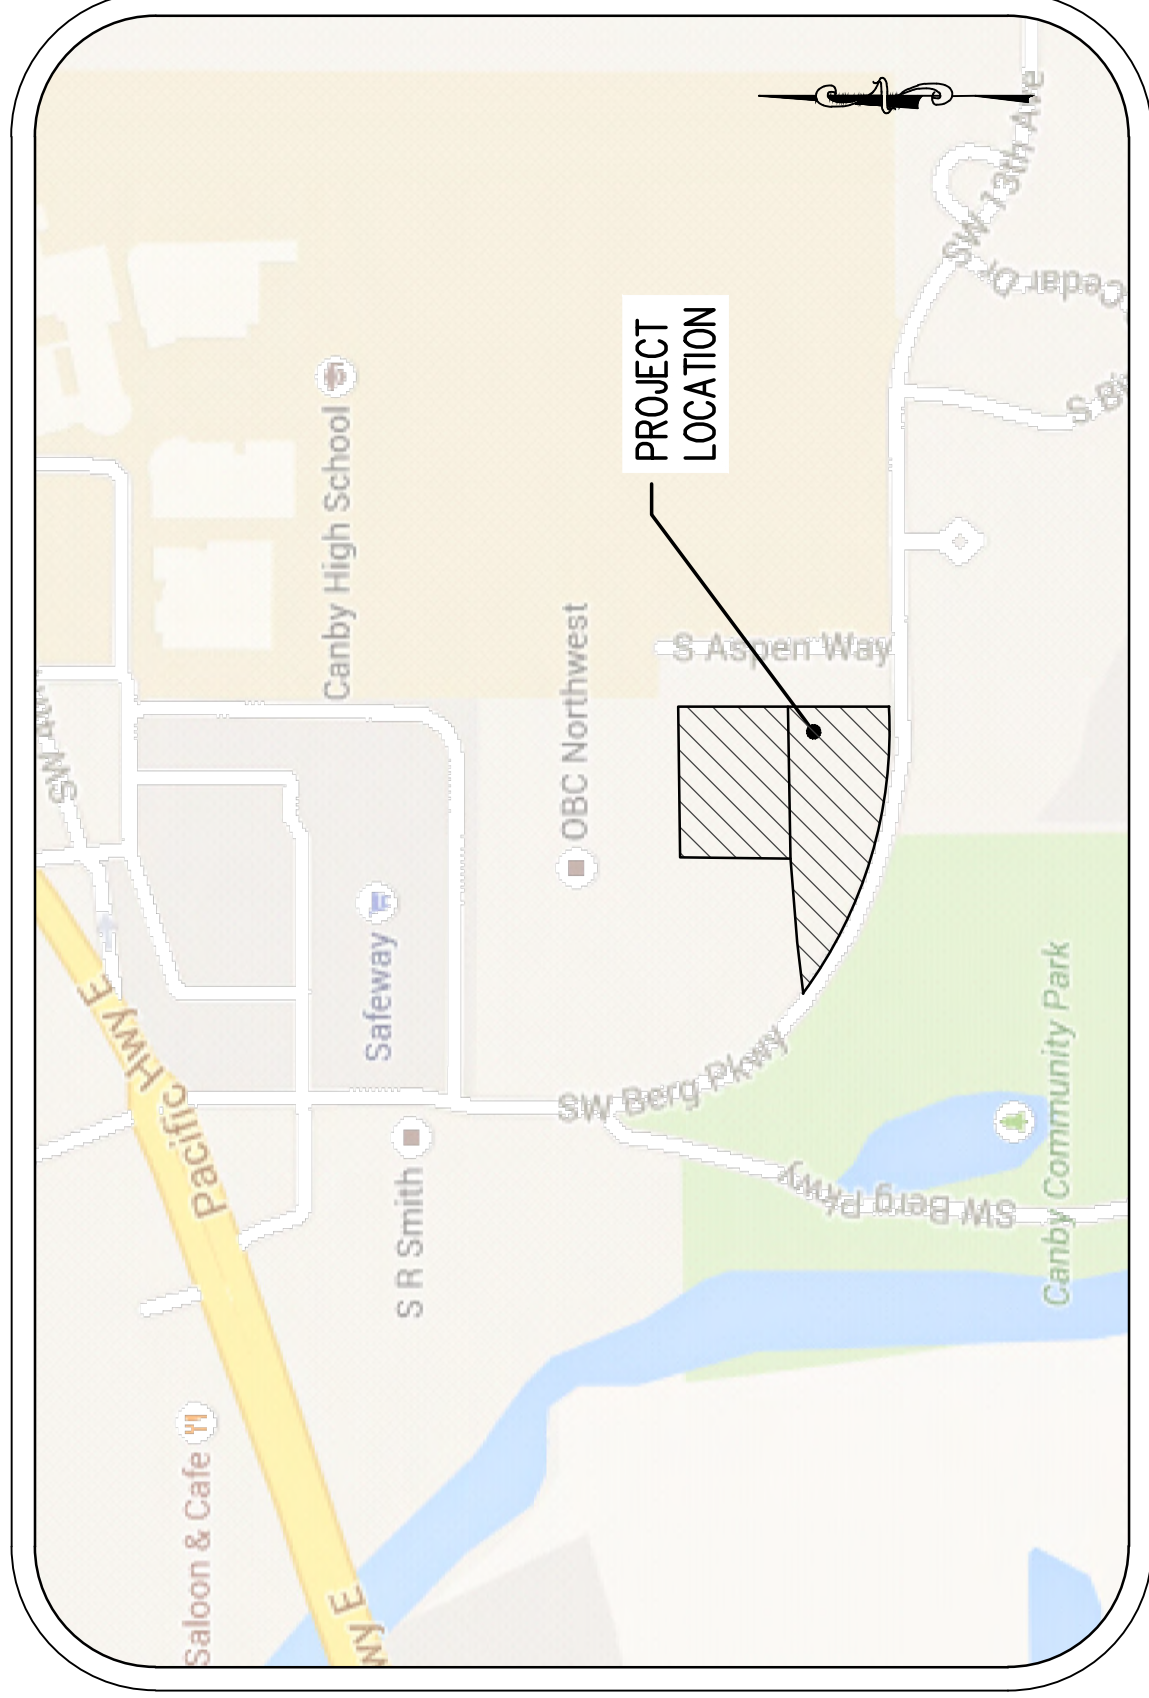 Saloon & Cafe
Pacific Hwy E
wy E
S R Smith
Safeway
Canby High School
OBC Northwest
PROJECT
LOCATION
S Aspen Way
SW Berg Pkwy
SW Berg Pkwy
Canby Community Park
SW 13th Ave
Cedar Dr